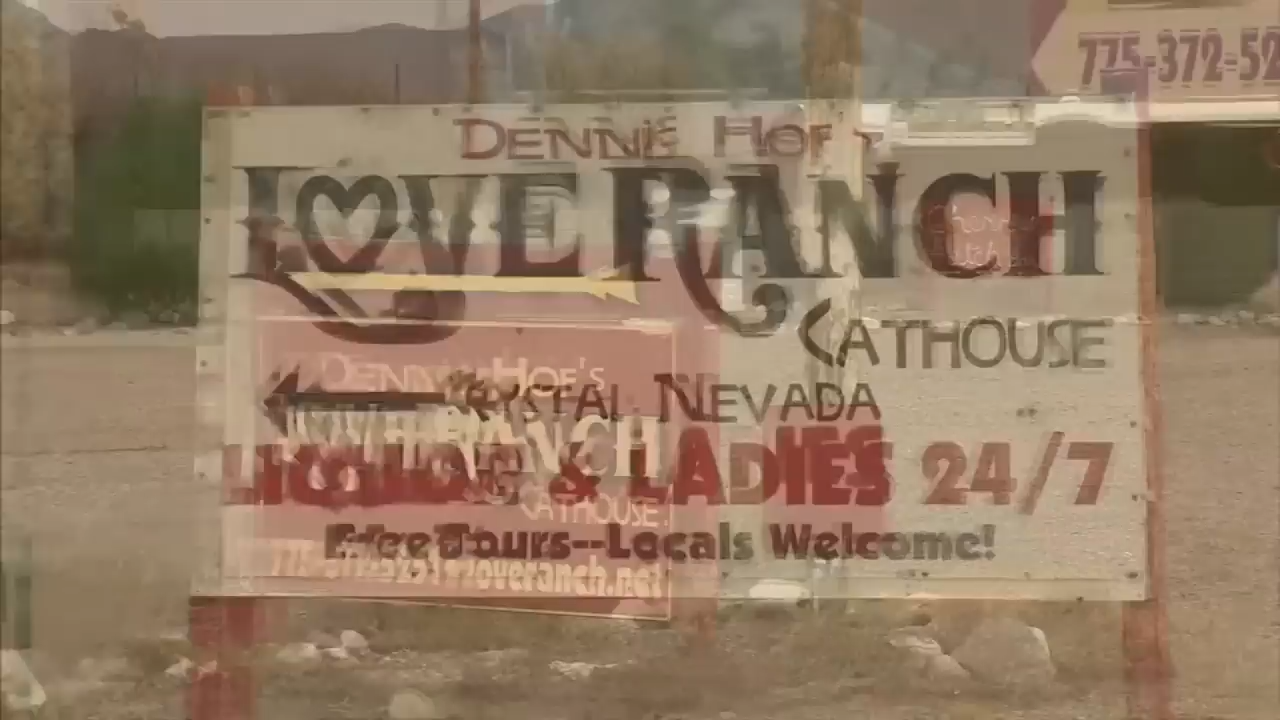 775-372-52
DENNIS HOF'S
LOVE RANCH
CATHOUSE
CRYSTAL NEVADA
LIQUOR & LADIES 24/7
Free Tours--Locals Welcome!
DENNIS HOF'S
LOVE RANCH
CATHOUSE
loveranch.net